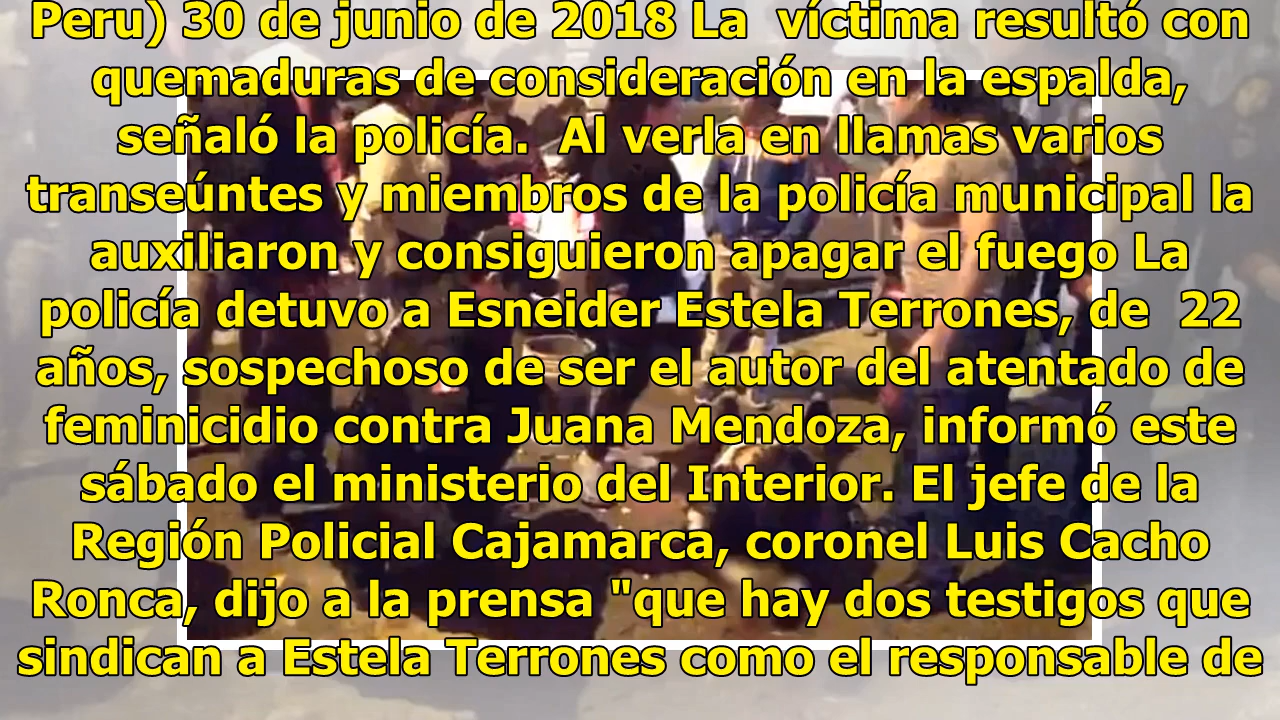 Peru) 30 de junio de 2018 La  víctima resultó con
quemaduras de consideración en la espalda,
señaló la policía.  Al verla en llamas varios
transeúntes y miembros de la policía municipal la
auxiliaron y consiguieron apagar el fuego La
policía detuvo a Esneider Estela Terrones, de  22
años, sospechoso de ser el autor del atentado de
feminicidio contra Juana Mendoza, informó este
sábado el ministerio del Interior. El jefe de la
Región Policial Cajamarca, coronel Luis Cacho
Ronca, dijo a la prensa "que hay dos testigos que
sindican a Estela Terrones como el responsable de